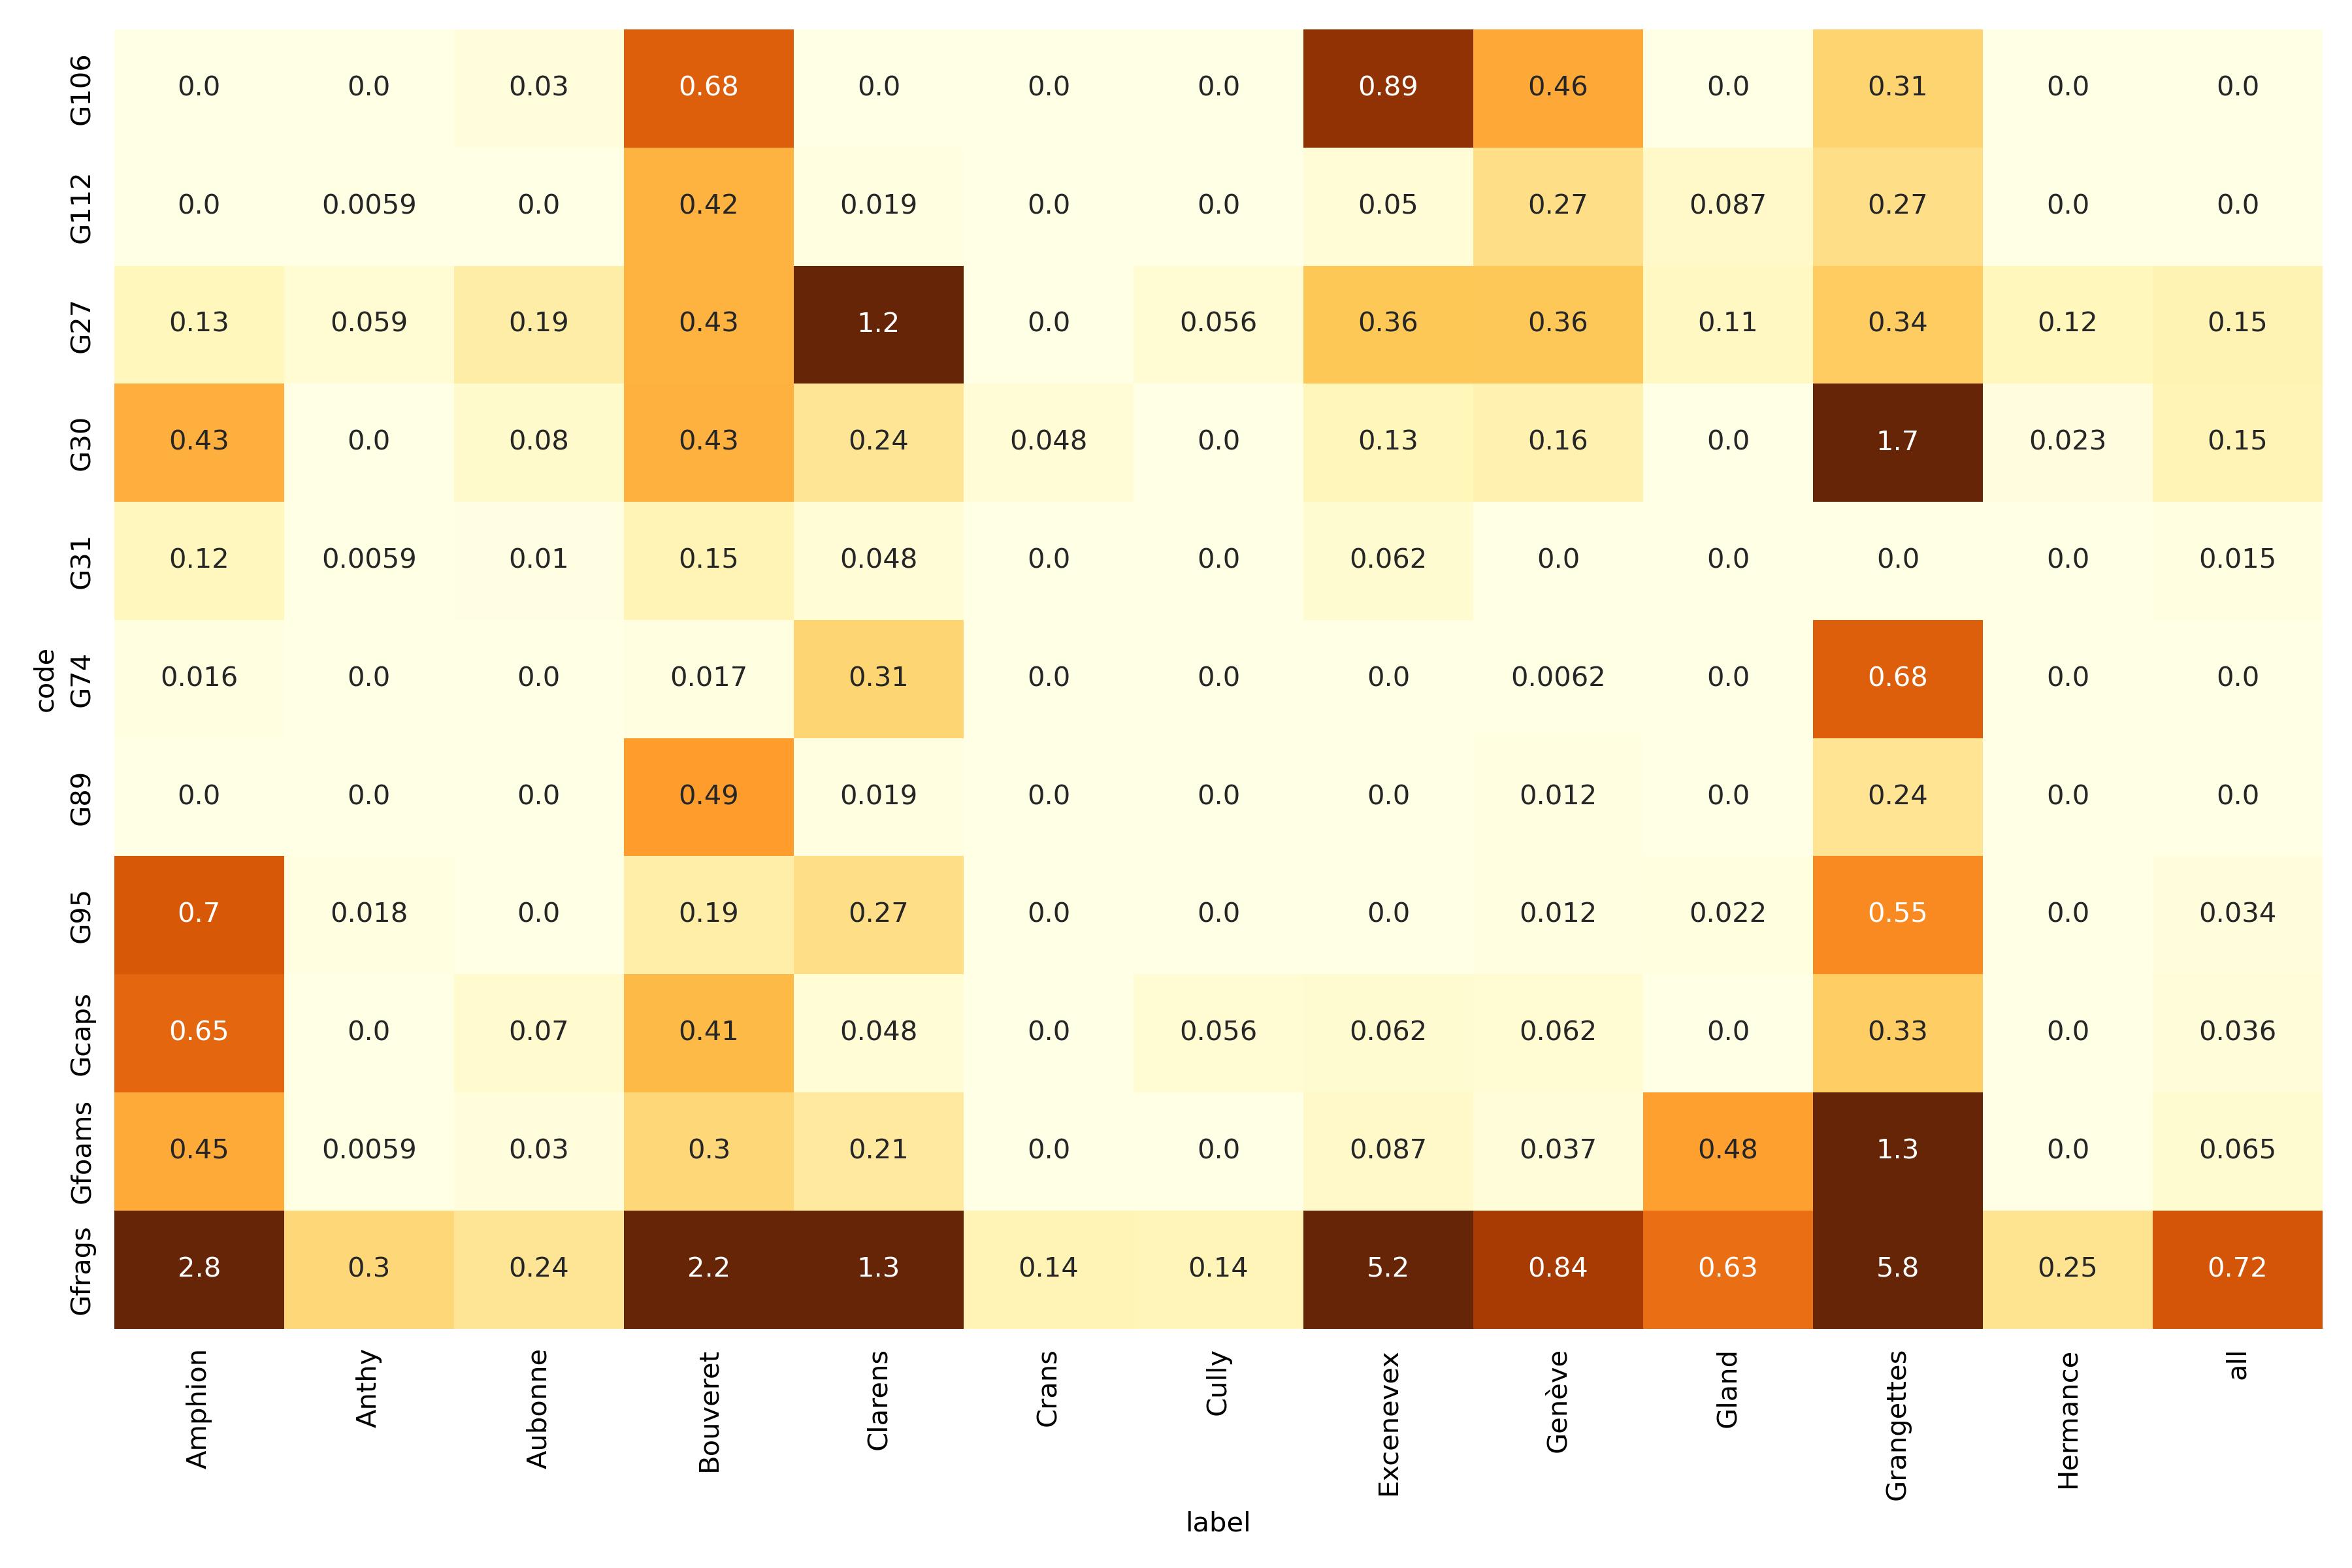 G106 0.0 0.0 0.03 0.68 0.0 0.0 0.0 0.89 0.46 0.0 0.31 0.0 0.0
G112 0.0 0.0059 0.0 0.42 0.019 0.0 0.0 0.05 0.27 0.087 0.27 0.0 0.0
G27 0.13 0.059 0.19 0.43 1.2 0.0 0.056 0.36 0.36 0.11 0.34 0.12 0.15
G30 0.43 0.0 0.08 0.43 0.24 0.048 0.0 0.13 0.16 0.0 1.7 0.023 0.15
G31 0.12 0.0059 0.01 0.15 0.048 0.0 0.0 0.062 0.0 0.0 0.0 0.0 0.015
code
G74 0.016 0.0 0.0 0.017 0.31 0.0 0.0 0.0 0.0062 0.0 0.68 0.0 0.0
G89 0.0 0.0 0.0 0.49 0.019 0.0 0.0 0.0 0.012 0.0 0.24 0.0 0.0
G95 0.7 0.018 0.0 0.19 0.27 0.0 0.0 0.0 0.012 0.022 0.55 0.0 0.034
Gcaps 0.65 0.0 0.07 0.41 0.048 0.0 0.056 0.062 0.062 0.0 0.33 0.0 0.036
Gfoams 0.45 0.0059 0.03 0.3 0.21 0.0 0.0 0.087 0.037 0.48 1.3 0.0 0.065
Gfrags 2.8 0.3 0.24 2.2 1.3 0.14 0.14 5.2 0.84 0.63 5.8 0.25 0.72
Amphion Anthy Aubonne Bouveret Clarens Crans Cully Excenevex Genève Gland Grangettes Hermance all
label